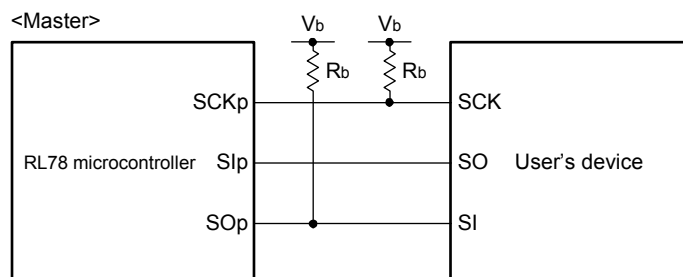 <Master>
Vb Vb
Rb Rb
SCKp SCK
RL78 microcontroller SIp SO User's device
SOp SI